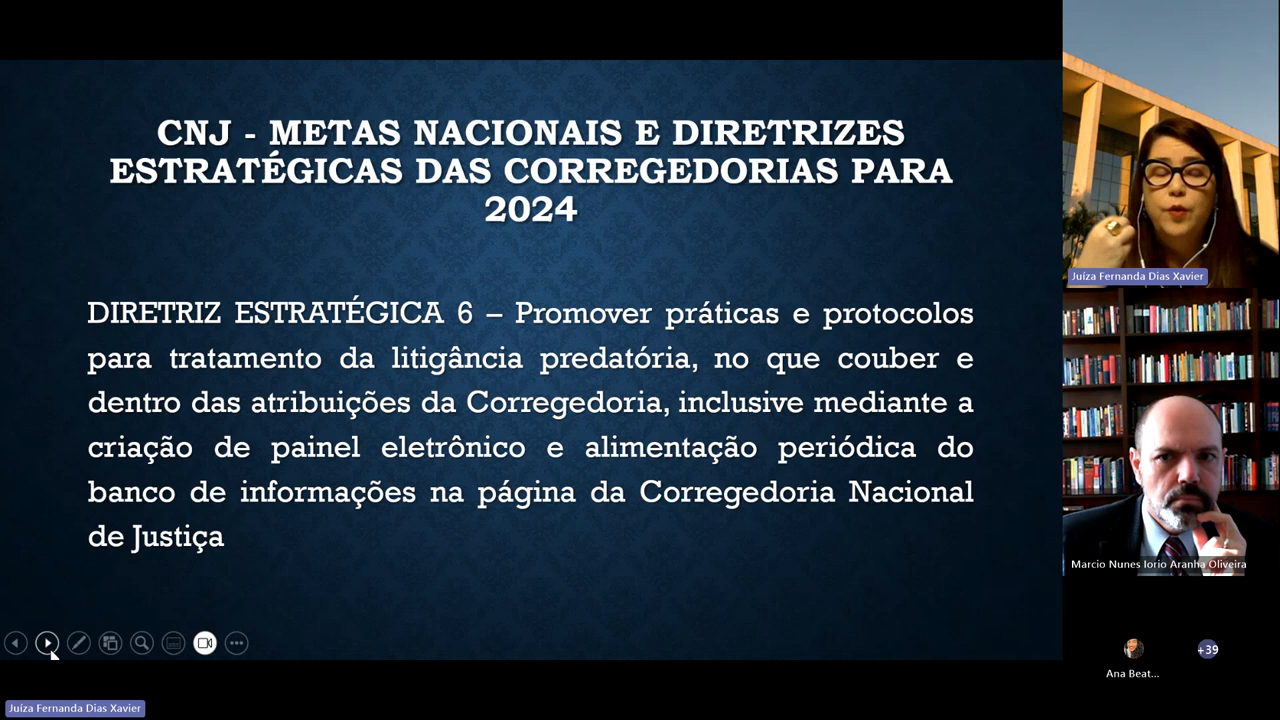 CNJ - METAS NACIONAIS E DIRETRIZES
ESTRATÉGICAS DAS CORREGEDORIAS PARA
2024
DIRETRIZ ESTRATÉGICA 6 – Promover práticas e protocolos
para tratamento da litigância predatória, no que couber e
dentro das atribuições da Corregedoria, inclusive mediante a
criação de painel eletrônico e alimentação periódica do
banco de informações na página da Corregedoria Nacional
de Justiça
Juíza Fernanda Dias Xavier
Marcio Nunes Iorio Aranha Oliveira
Ana Beat...
+39
Juíza Fernanda Dias Xavier